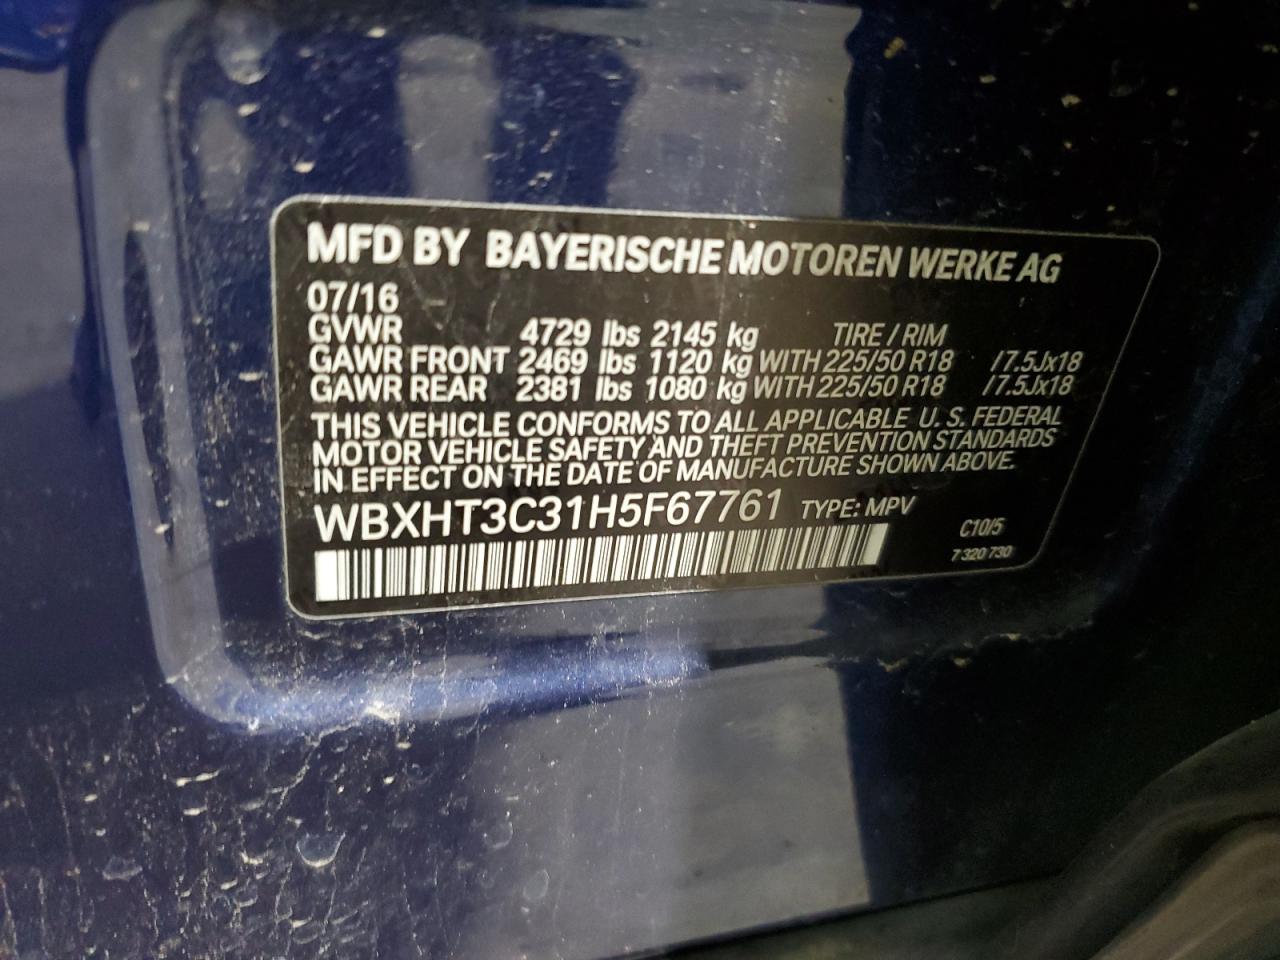 MFD BY BAYERISCHE MOTOREN WERKE AG
07/16
GVWR 4729 lbs 2145 kg TIRE / RIM
GAWR FRONT 2469 lbs 1120 kg WITH 225/50 R18 /7.5Jx18
GAWR REAR 2381 lbs 1080 kg WITH 225/50 R18 /7.5Jx18
THIS VEHICLE CONFORMS TO ALL APPLICABLE U. S. FEDERAL
MOTOR VEHICLE SAFETY AND THEFT PREVENTION STANDARDS
IN EFFECT ON THE DATE OF MANUFACTURE SHOWN ABOVE.
WBXHT3C31H5F67761 TYPE: MPV
C10/5
7 320 730